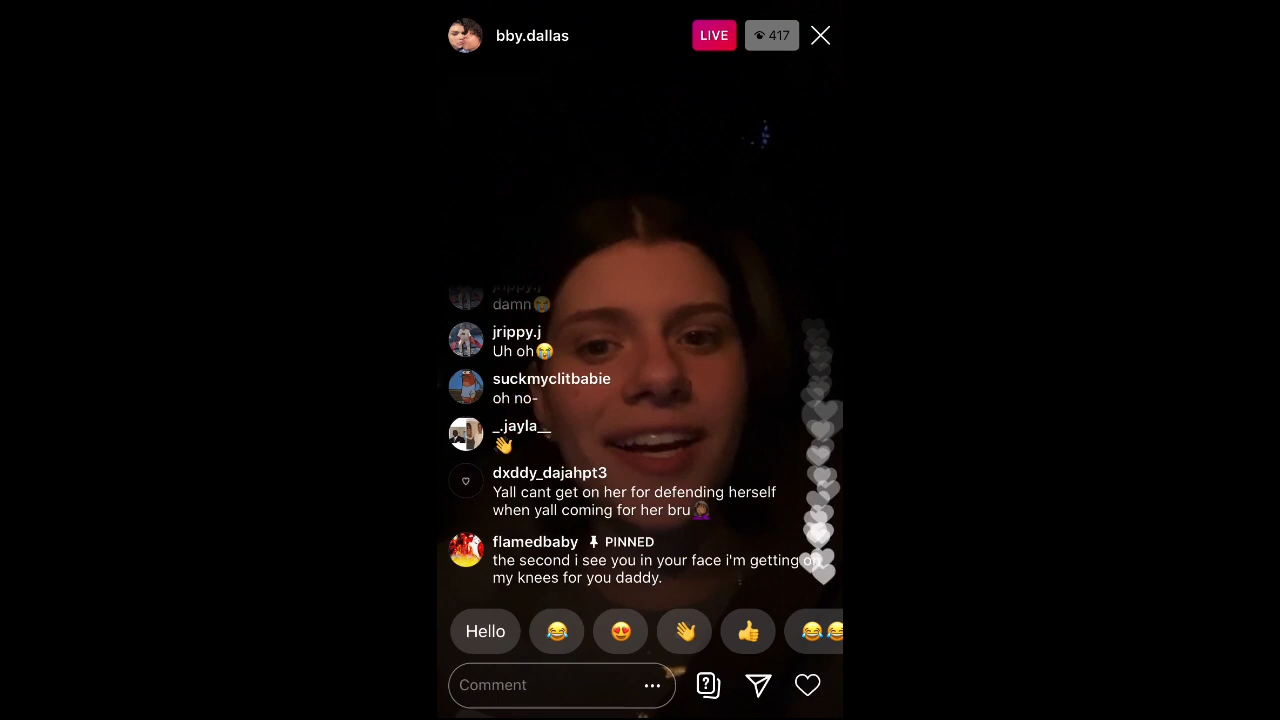 bby.dallas
LIVE
417
jrippy.j
damn😭
jrippy.j
Uh oh😭
suckmyclitbabie
oh no-
_.jayla__
👋
dxddy_dajahpt3
Yall cant get on her for defending herself
when yall coming for her bru🤦🏽‍♀️
flamedbaby PINNED
the second i see you in your face i'm getting on
my knees for you daddy.
Hello 😂 😍 👋 👍 😂😂
Comment